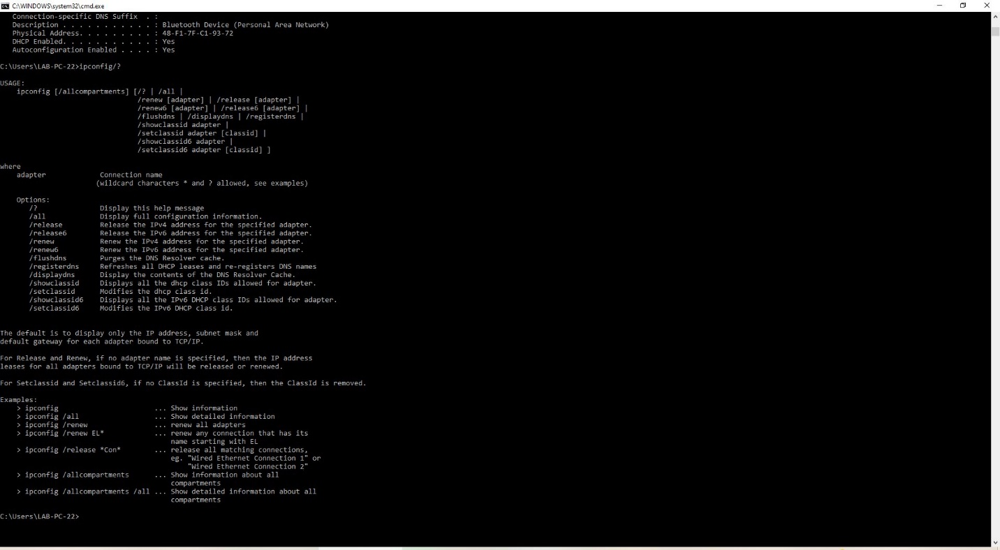 C:\WINDOWS\system32\cmd.exe
   Connection-specific DNS Suffix  . :
   Description . . . . . . . . . . . : Bluetooth Device (Personal Area Network)
   Physical Address. . . . . . . . . : 48-F1-7F-C1-93-72
   DHCP Enabled. . . . . . . . . . . : Yes
   Autoconfiguration Enabled . . . . : Yes

C:\Users\LAB-PC-22>ipconfig/?

USAGE:
    ipconfig [/allcompartments] [/? | /all |
                                 /renew [adapter] | /release [adapter] |
                                 /renew6 [adapter] | /release6 [adapter] |
                                 /flushdns | /displaydns | /registerdns |
                                 /showclassid adapter |
                                 /setclassid adapter [classid] |
                                 /showclassid6 adapter |
                                 /setclassid6 adapter [classid] ]

where
    adapter             Connection name
                       (wildcard characters * and ? allowed, see examples)

    Options:
       /?               Display this help message
       /all             Display full configuration information.
       /release         Release the IPv4 address for the specified adapter.
       /release6        Release the IPv6 address for the specified adapter.
       /renew           Renew the IPv4 address for the specified adapter.
       /renew6          Renew the IPv6 address for the specified adapter.
       /flushdns        Purges the DNS Resolver cache.
       /registerdns     Refreshes all DHCP leases and re-registers DNS names
       /displaydns      Display the contents of the DNS Resolver Cache.
       /showclassid     Displays all the dhcp class IDs allowed for adapter.
       /setclassid      Modifies the dhcp class id.
       /showclassid6    Displays all the IPv6 DHCP class IDs allowed for adapter.
       /setclassid6     Modifies the IPv6 DHCP class id.

The default is to display only the IP address, subnet mask and
default gateway for each adapter bound to TCP/IP.

For Release and Renew, if no adapter name is specified, then the IP address
leases for all adapters bound to TCP/IP will be released or renewed.

For Setclassid and Setclassid6, if no ClassId is specified, then the ClassId is removed.

Examples:
    > ipconfig                       ... Show information
    > ipconfig /all                  ... Show detailed information
    > ipconfig /renew                ... renew all adapters
    > ipconfig /renew EL*            ... renew any connection that has its
                                         name starting with EL
    > ipconfig /release *Con*        ... release all matching connections,
                                         eg. "Wired Ethernet Connection 1" or
                                             "Wired Ethernet Connection 2"
    > ipconfig /allcompartments      ... Show information about all
                                         compartments
    > ipconfig /allcompartments /all ... Show detailed information about all
                                         compartments

C:\Users\LAB-PC-22>